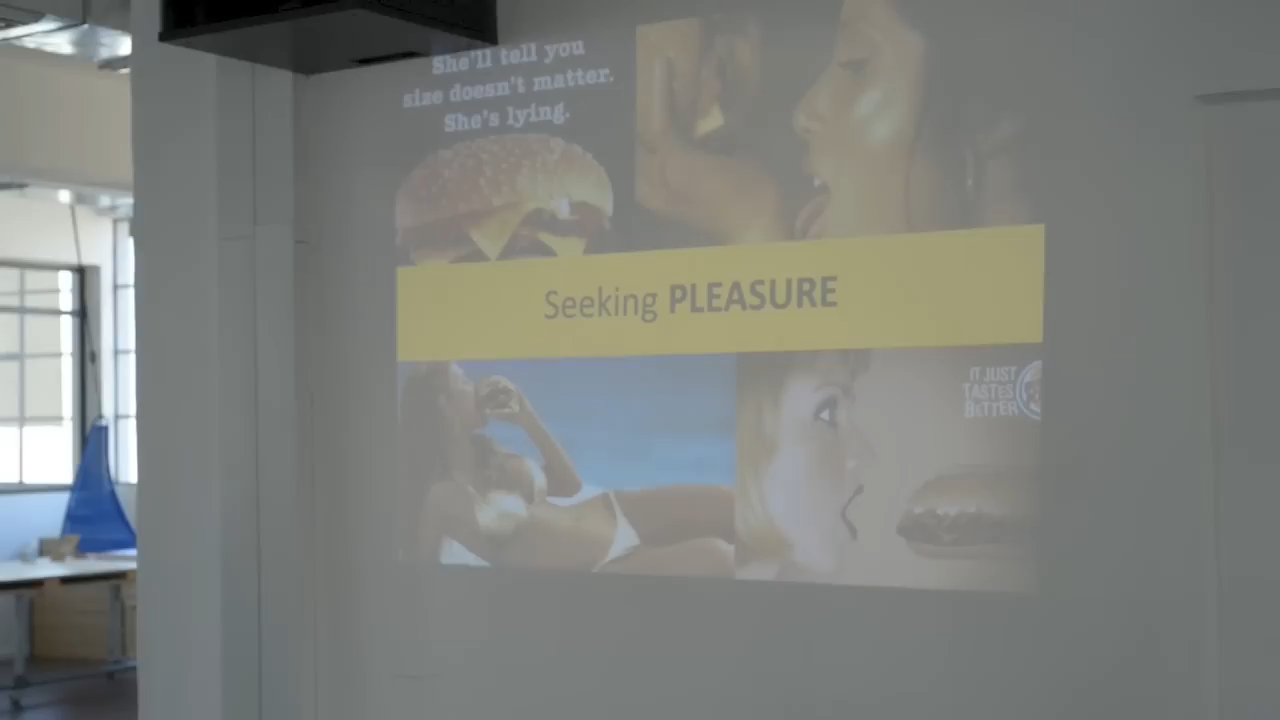 She'll tell you
size doesn't matter.
She's lying.
Seeking PLEASURE
IT JUST
TASTES
BETTER